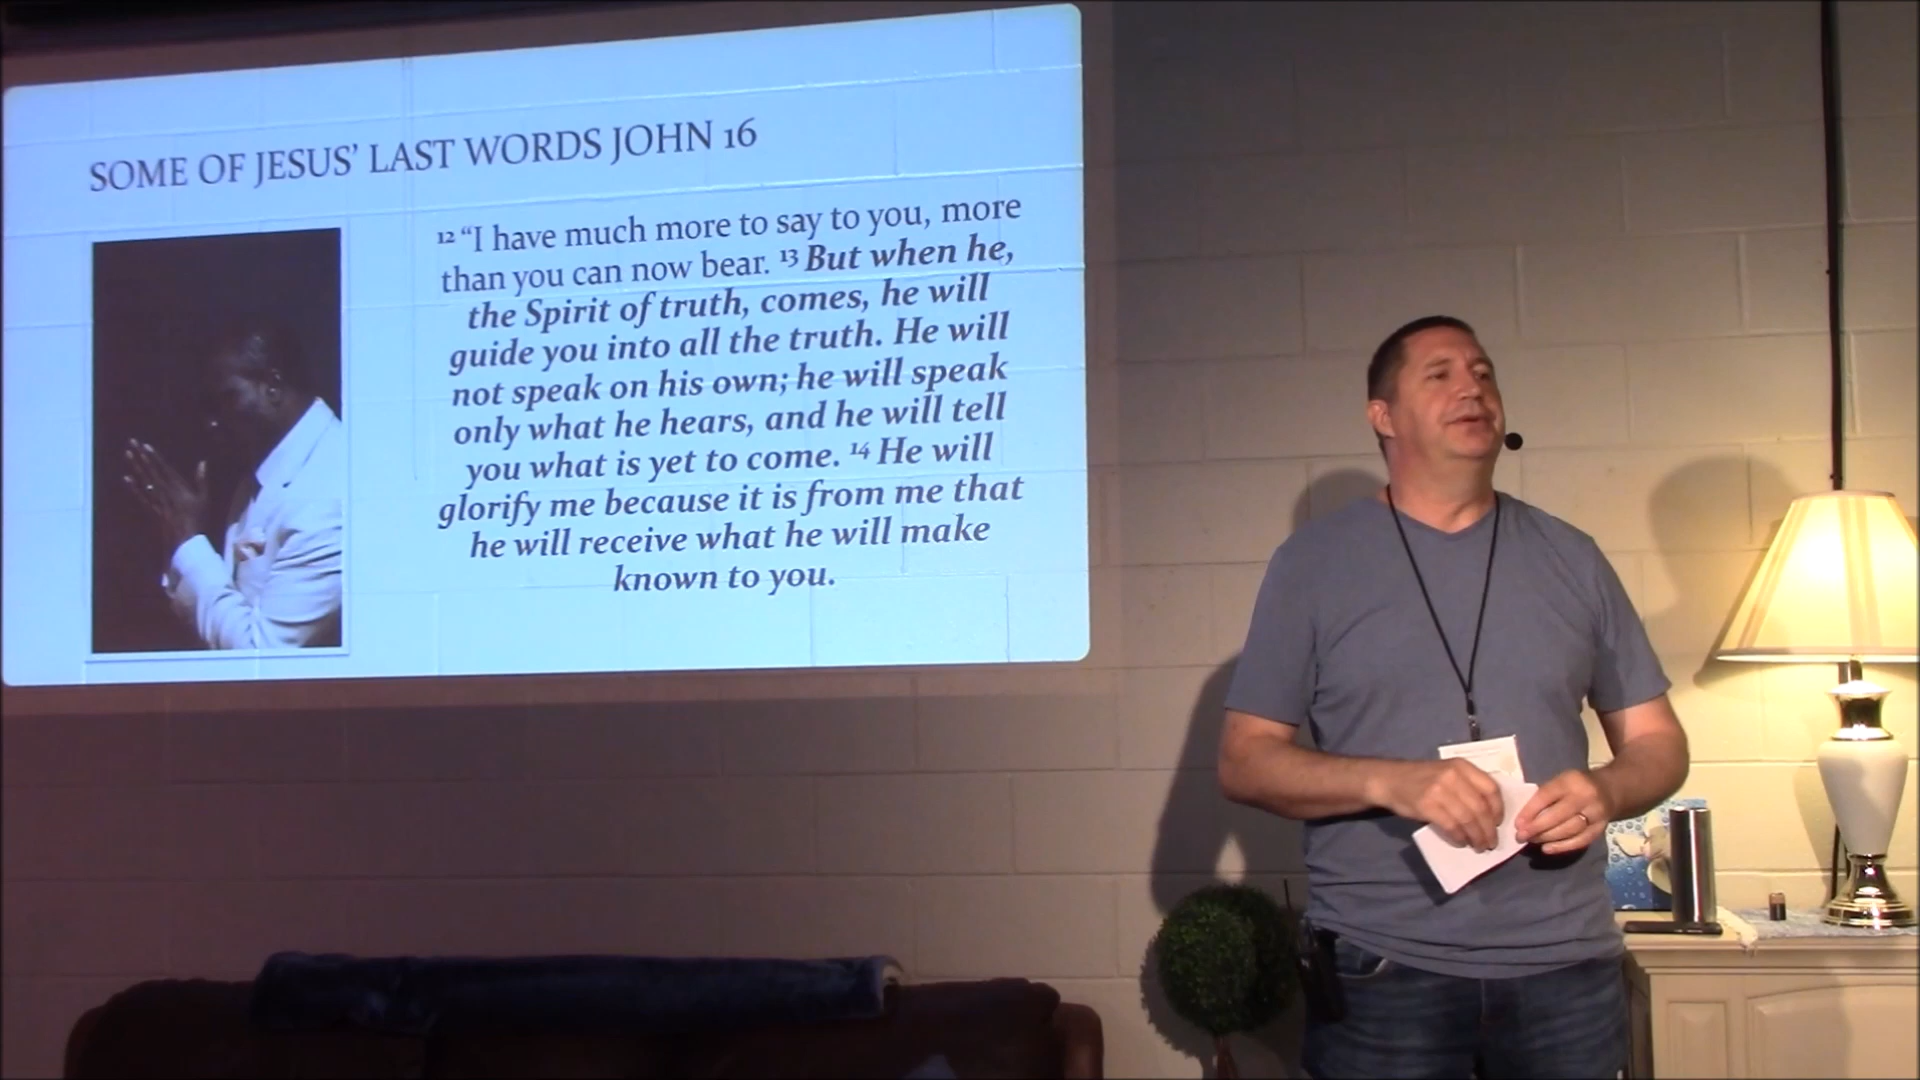 SOME OF JESUS’ LAST WORDS JOHN 16
12 “I have much more to say to you, more
than you can now bear. 13 But when he,
the Spirit of truth, comes, he will
guide you into all the truth. He will
not speak on his own; he will speak
only what he hears, and he will tell
you what is yet to come. 14 He will
glorify me because it is from me that
he will receive what he will make
known to you.